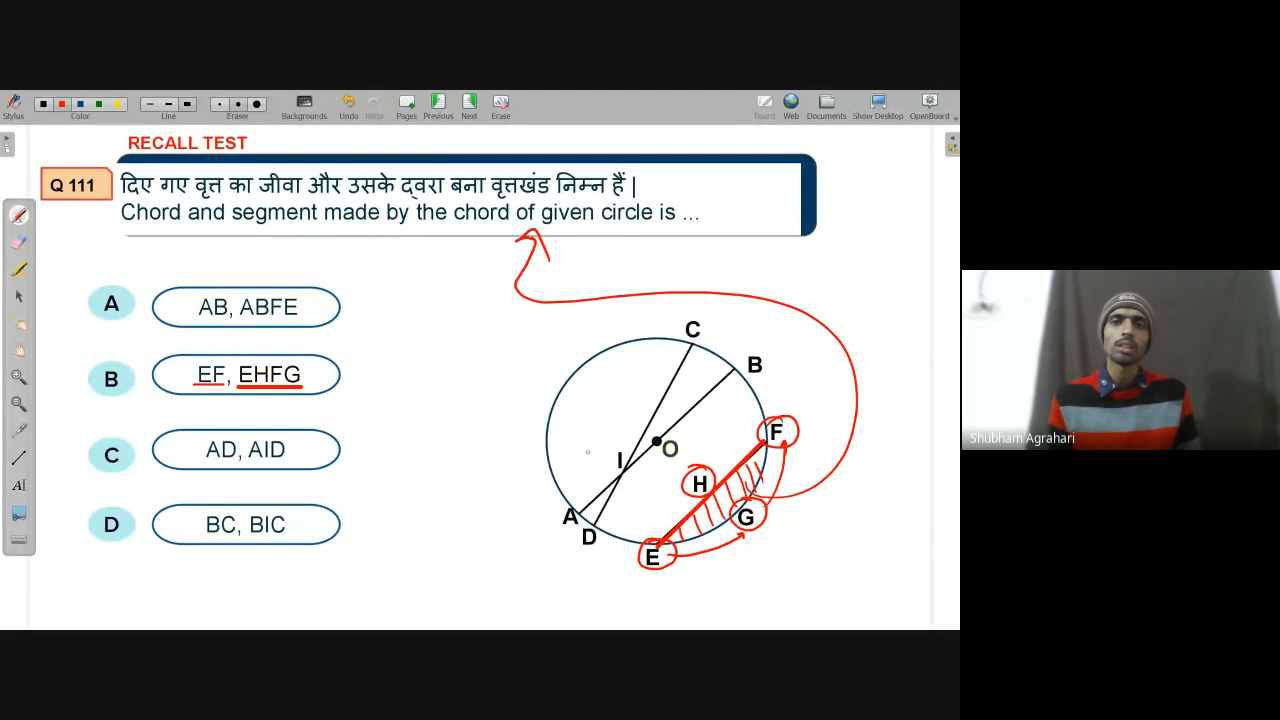 Stylus
Color
Line
Eraser
Backgrounds
Undo
Redo
Pages
Previous
Next
Erase
Board
Web
Documents
Show Desktop
OpenBoard
RECALL TEST
Q 111
दिए गए वृत्त का जीवा और उसके द्वरा बना वृत्तखंड निम्न हैं |
Chord and segment made by the chord of given circle is ...
A
AB, ABFE
B
EF, EHFG
C
AD, AID
D
BC, BIC
C
B
F
O
I
H
G
A
D
E
Shubham Agrahari